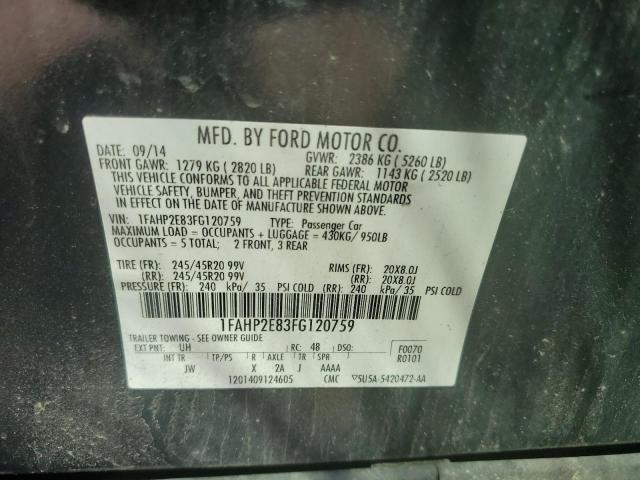 MFD. BY FORD MOTOR CO.
DATE: 09/14 GVWR: 2386 KG ( 5260 LB)
FRONT GAWR: 1279 KG ( 2820 LB) REAR GAWR: 1143 KG ( 2520 LB)
THIS VEHICLE CONFORMS TO ALL APPLICABLE FEDERAL MOTOR
VEHICLE SAFETY, BUMPER, AND THEFT PREVENTION STANDARDS
IN EFFECT ON THE DATE OF MANUFACTURE SHOWN ABOVE.
VIN: 1FAHP2E83FG120759 TYPE: Passenger Car
MAXIMUM LOAD = OCCUPANTS + LUGGAGE = 430KG/ 950LB
OCCUPANTS = 5 TOTAL; 2 FRONT, 3 REAR
TIRE (FR): 245/45R20 99V RIMS (FR): 20X8.0J
(RR): 245/45R20 99V (RR): 20X8.0J
PRESSURE (FR): 240 kPa/ 35 PSI COLD (RR): 240 kPa/ 35 PSI COLD
1FAHP2E83FG120759
TRAILER TOWING - SEE OWNER GUIDE
EXT PNT: UH RC: 48 DSO: F0070
R0101
INT TR TP/PS R AXLE TR SPR
JW X 2A J AAAA
1201409124605 CMC 5U5A-5420472-AA